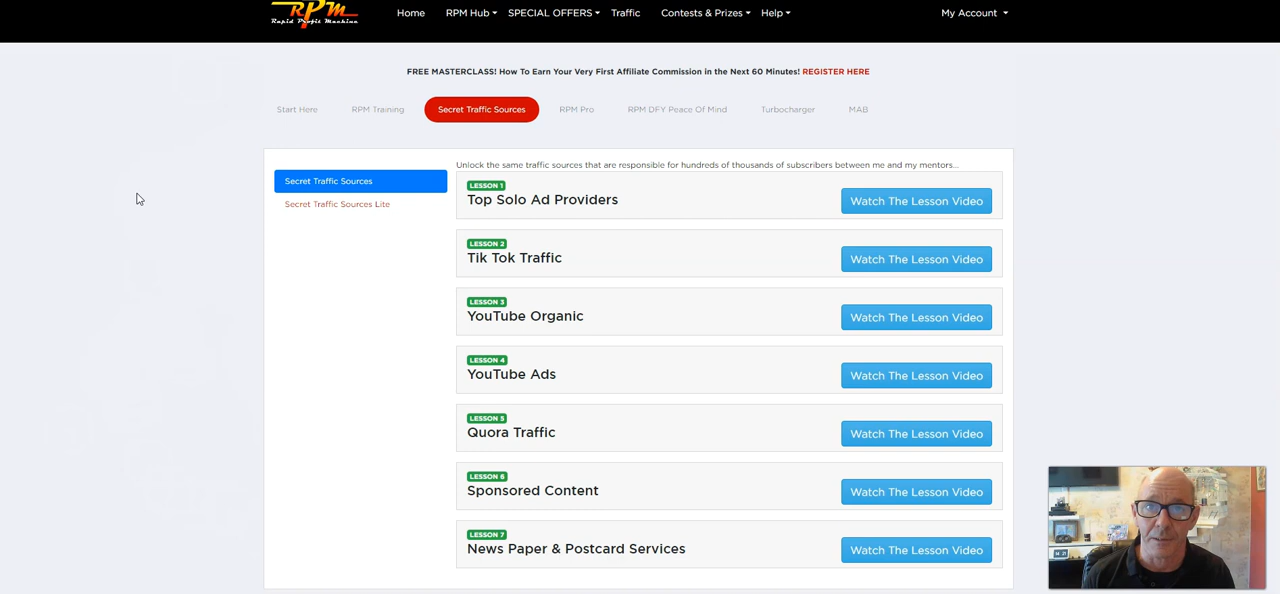 RPM
Rapid Profit Machine
Home RPM Hub SPECIAL OFFERS Traffic Contests & Prizes Help My Account
FREE MASTERCLASS! How To Earn Your Very First Affiliate Commission in the Next 60 Minutes! REGISTER HERE
Start Here RPM Training Secret Traffic Sources RPM Pro RPM DFY Peace Of Mind Turbocharger MAB
Unlock the same traffic sources that are responsible for hundreds of thousands of subscribers between me and my mentors...
Secret Traffic Sources
Secret Traffic Sources Lite
LESSON 1
Top Solo Ad Providers
Watch The Lesson Video
LESSON 2
Tik Tok Traffic
Watch The Lesson Video
LESSON 3
YouTube Organic
Watch The Lesson Video
LESSON 4
YouTube Ads
Watch The Lesson Video
LESSON 5
Quora Traffic
Watch The Lesson Video
LESSON 6
Sponsored Content
Watch The Lesson Video
LESSON 7
News Paper & Postcard Services
Watch The Lesson Video